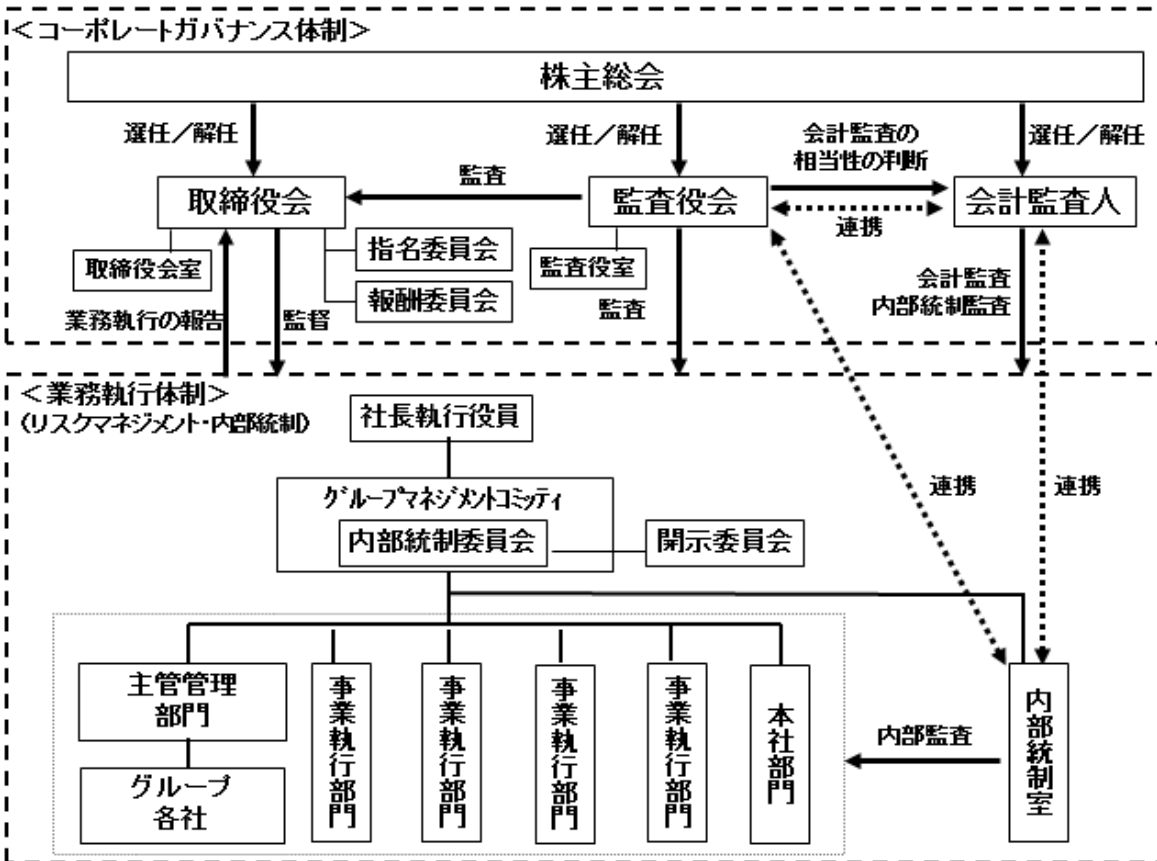 ＜コーポレートガバナンス体制＞
株主総会
選任／解任
選任／解任
会計監査の
相当性の判断
選任／解任
監査
取締役会
監査役会
会計監査人
連携
指名委員会
取締役会室
監査役室
報酬委員会
会計監査
内部統制監査
業務執行の報告
監督
監査
＜業務執行体制＞
（リスクマネジメント・内部統制）
社長執行役員
グループマネジメントコミッティ
内部統制委員会
開示委員会
連携
連携
主管管理
部門
グループ
各社
事業執行部門
事業執行部門
事業執行部門
事業執行部門
本社部門
内部監査
内部統制室